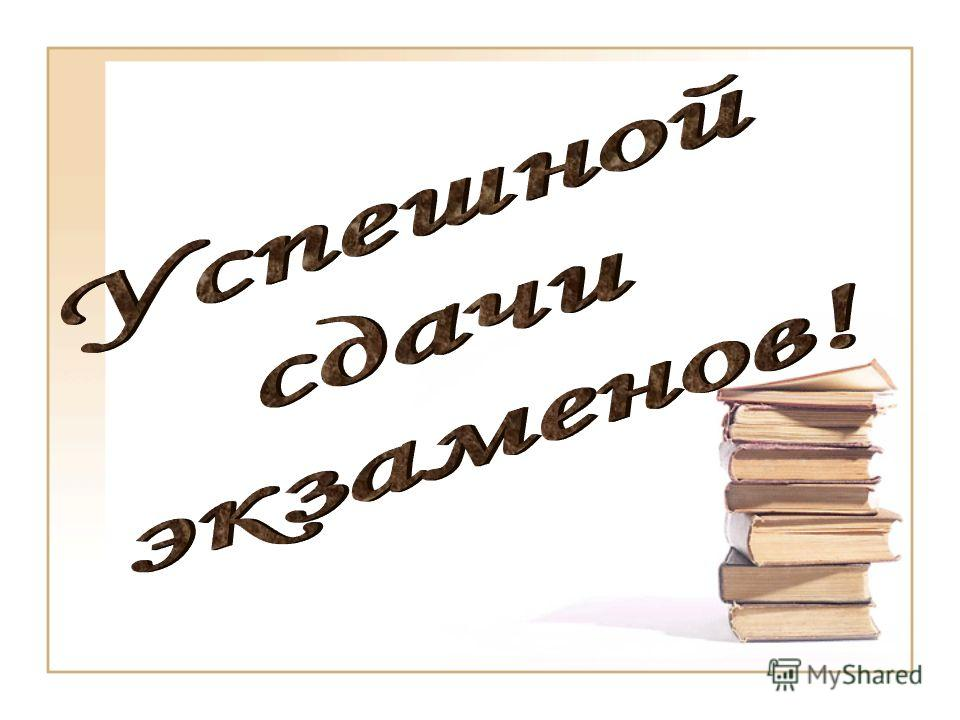 Успешной
сдачи
экзаменов!
MyShared